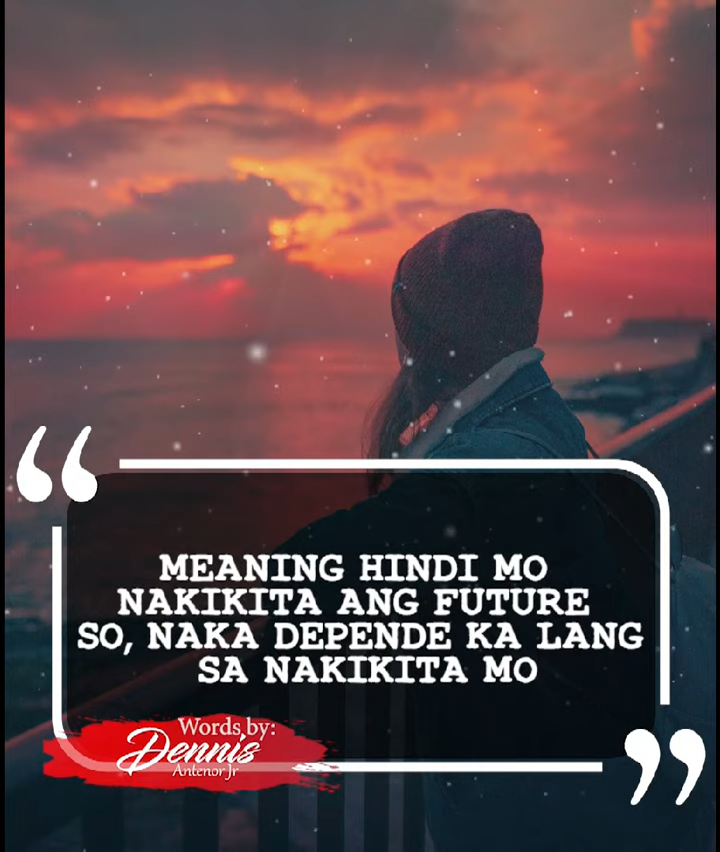 MEANING HINDI MO
NAKIKITA ANG FUTURE
SO, NAKA DEPENDE KA LANG
SA NAKIKITA MO
Words by:
Dennis
Antenor Jr